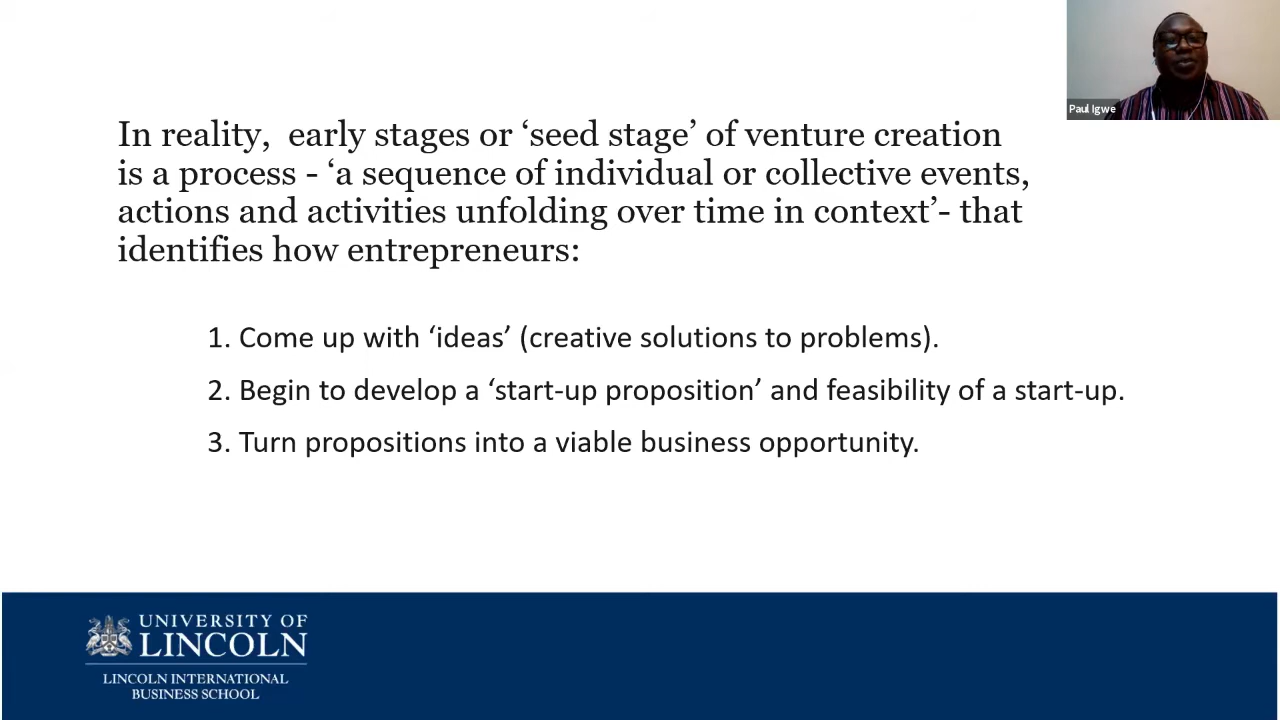 Paul Igwe
In reality,  early stages or ‘seed stage’ of venture creation
is a process - ‘a sequence of individual or collective events,
actions and activities unfolding over time in context’- that
identifies how entrepreneurs:
1. Come up with ‘ideas’ (creative solutions to problems).
2. Begin to develop a ‘start-up proposition’ and feasibility of a start-up.
3. Turn propositions into a viable business opportunity.
UNIVERSITY OF
LINCOLN
LINCOLN INTERNATIONAL
BUSINESS SCHOOL